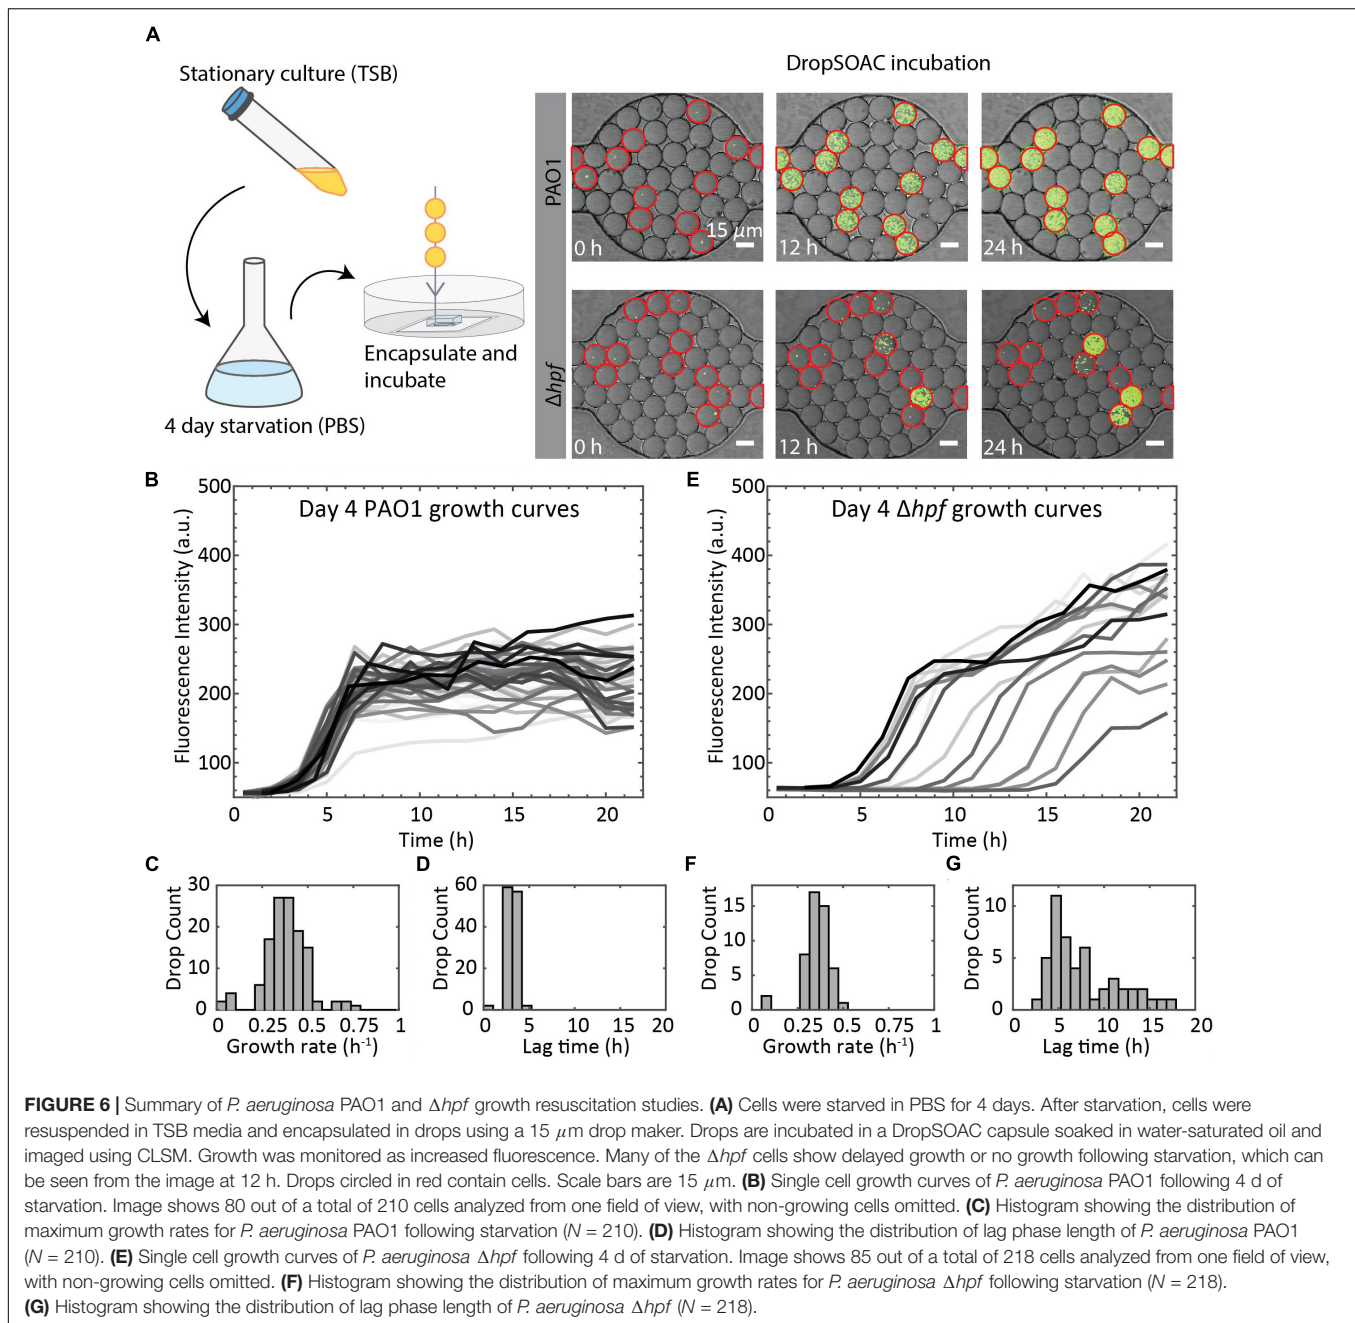 A
Stationary culture (TSB)
4 day starvation (PBS)
Encapsulate and
incubate
DropSOAC incubation
PAO1
0 h
15 μm
12 h
24 h
Δhpf
0 h
12 h
24 h
B
Day 4 PAO1 growth curves
Fluorescence Intensity (a.u.)
500
400
300
200
100
0 5 10 15 20
Time (h)
E
Day 4 Δhpf growth curves
Fluorescence Intensity (a.u.)
500
400
300
200
100
0 5 10 15 20
Time (h)
C
Drop Count
30
20
10
0
0 0.25 0.5 0.75 1
Growth rate (h-1)
D
Drop Count
60
40
20
0
0 5 10 15 20
Lag time (h)
F
Drop Count
15
10
5
0
0 0.25 0.5 0.75 1
Growth rate (h-1)
G
Drop Count
10
5
0
0 5 10 15 20
Lag time (h)
FIGURE 6 | Summary of P. aeruginosa PAO1 and Δhpf growth resuscitation studies. (A) Cells were starved in PBS for 4 days. After starvation, cells were
resuspended in TSB media and encapsulated in drops using a 15 μm drop maker. Drops are incubated in a DropSOAC capsule soaked in water-saturated oil and
imaged using CLSM. Growth was monitored as increased fluorescence. Many of the Δhpf cells show delayed growth or no growth following starvation, which can
be seen from the image at 12 h. Drops circled in red contain cells. Scale bars are 15 μm. (B) Single cell growth curves of P. aeruginosa PAO1 following 4 d of
starvation. Image shows 80 out of a total of 210 cells analyzed from one field of view, with non-growing cells omitted. (C) Histogram showing the distribution of
maximum growth rates for P. aeruginosa PAO1 following starvation (N = 210). (D) Histogram showing the distribution of lag phase length of P. aeruginosa PAO1
(N = 210). (E) Single cell growth curves of P. aeruginosa Δhpf following 4 d of starvation. Image shows 85 out of a total of 218 cells analyzed from one field of view,
with non-growing cells omitted. (F) Histogram showing the distribution of maximum growth rates for P. aeruginosa Δhpf following starvation (N = 218).
(G) Histogram showing the distribution of lag phase length of P. aeruginosa Δhpf (N = 218).